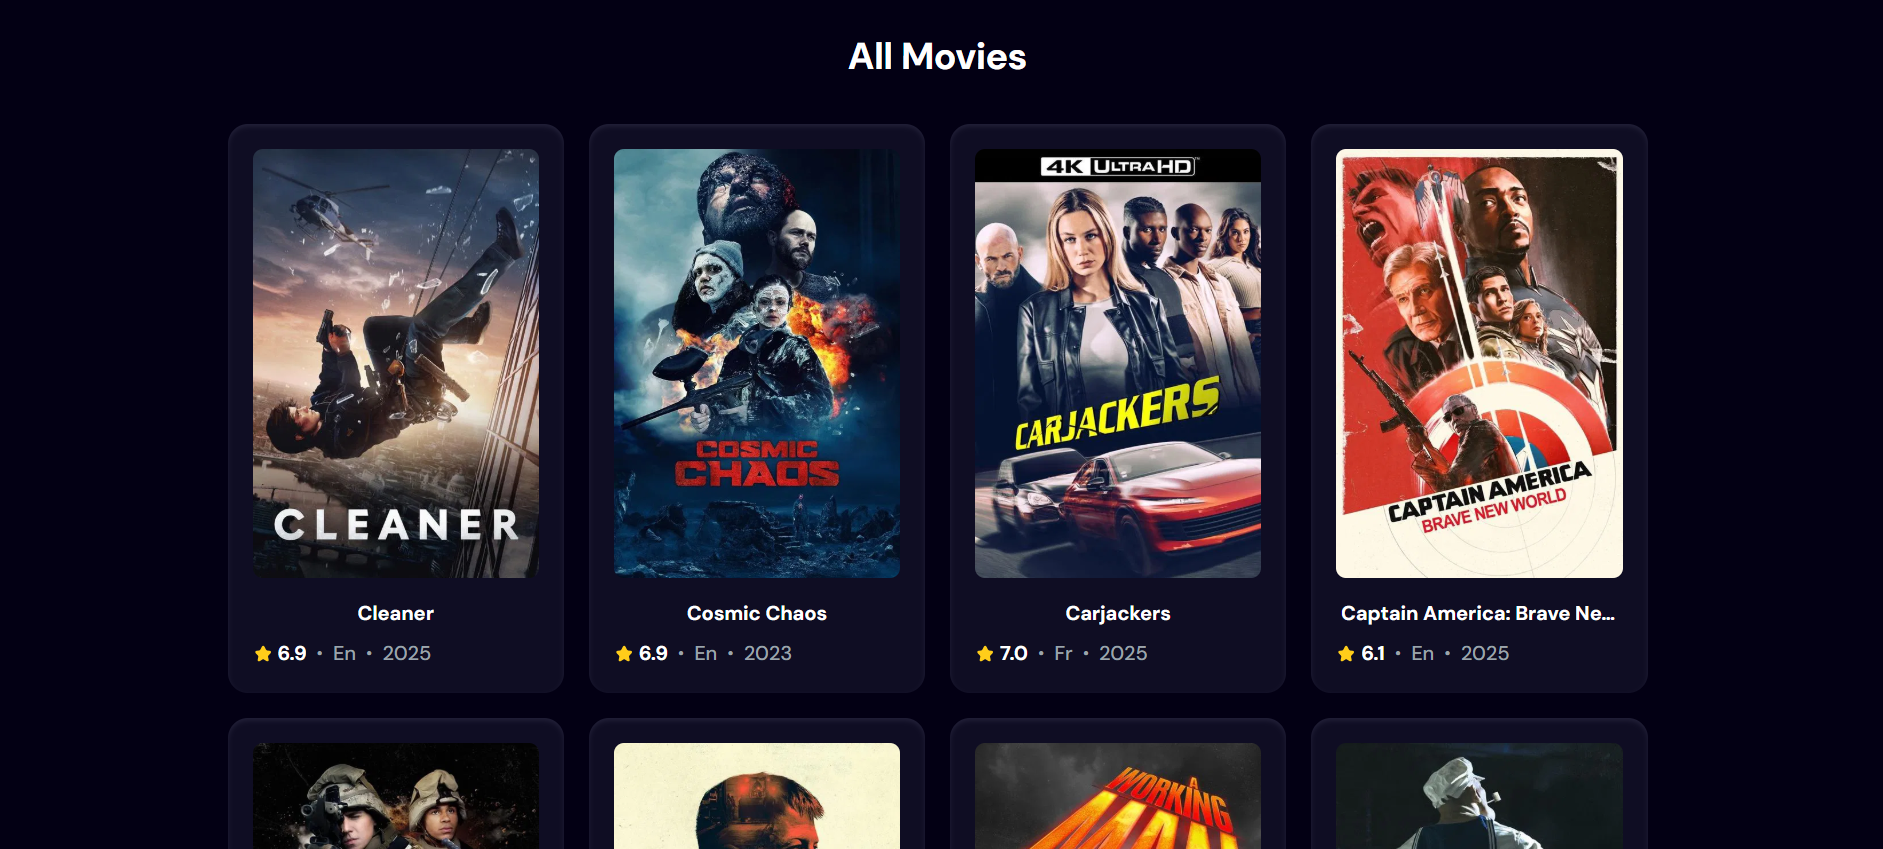 All Movies
CLEANER
COSMIC
CHAOS
4K ULTRA HD
CARJACKERS
CAPTAIN AMERICA
BRAVE NEW WORLD
Cleaner
6.9 • En • 2025
Cosmic Chaos
6.9 • En • 2023
Carjackers
7.0 • Fr • 2025
Captain America: Brave Ne...
6.1 • En • 2025
A
WORKING
MAN